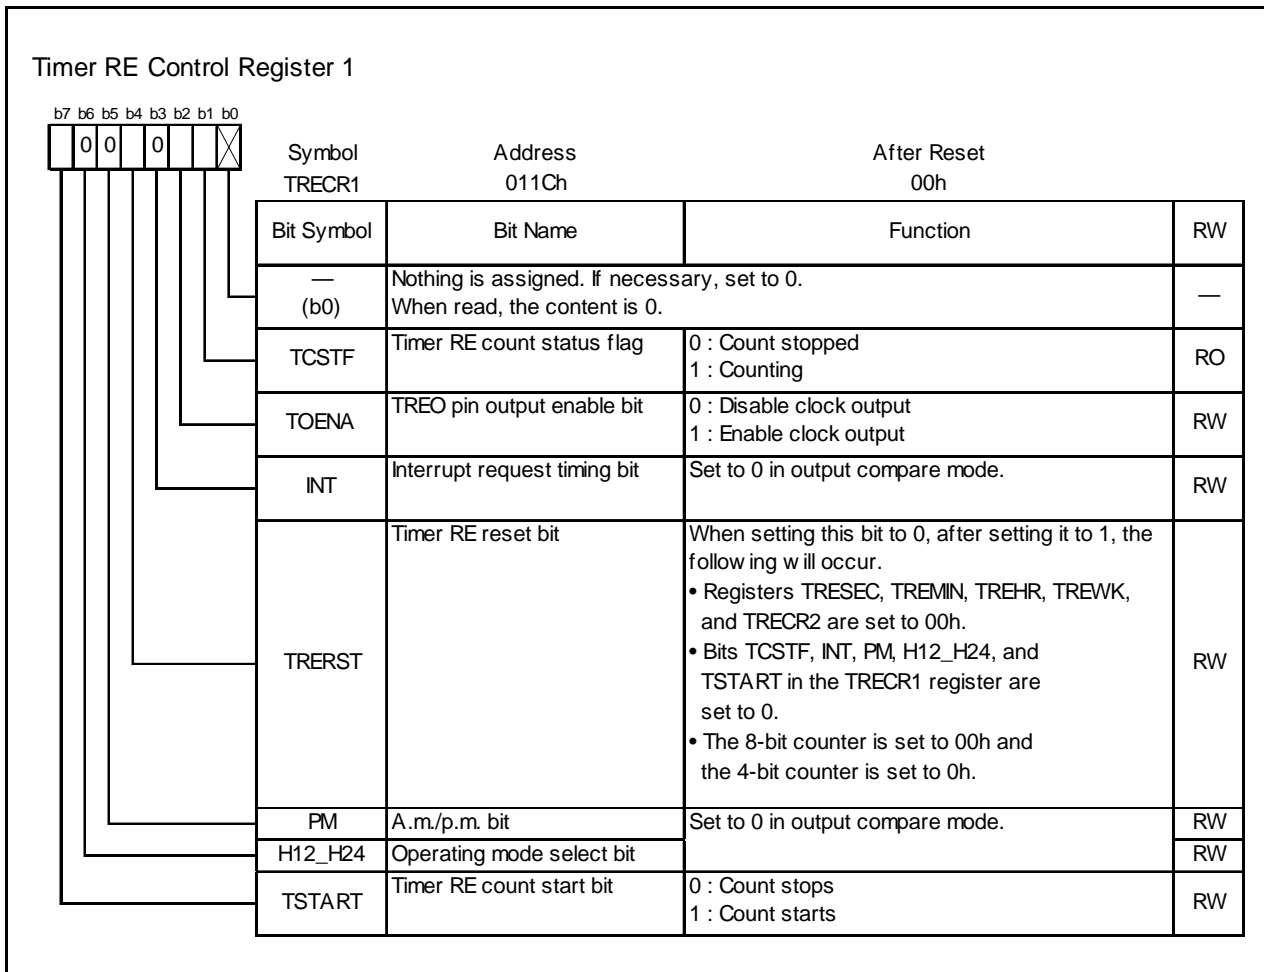 Timer RE Control Register 1
b7 b6 b5 b4 b3 b2 b1 b0
0 0 0
Symbol Address After Reset
TRECR1 011Ch 00h
Bit Symbol Bit Name Function RW
—
(b0)
Nothing is assigned. If necessary, set to 0.
When read, the content is 0.
—
TCSTF
Timer RE count status flag
0 : Count stopped
1 : Counting
RO
TOENA
TREO pin output enable bit
0 : Disable clock output
1 : Enable clock output
RW
INT
Interrupt request timing bit
Set to 0 in output compare mode.
RW
TRERST
Timer RE reset bit
When setting this bit to 0, after setting it to 1, the
following will occur.
• Registers TRESEC, TREMIN, TREHR, TREWK,
and TRECR2 are set to 00h.
• Bits TCSTF, INT, PM, H12_H24, and
TSTART in the TRECR1 register are
set to 0.
• The 8-bit counter is set to 00h and
the 4-bit counter is set to 0h.
RW
PM A.m./p.m. bit Set to 0 in output compare mode. RW
H12_H24 Operating mode select bit RW
TSTART
Timer RE count start bit
0 : Count stops
1 : Count starts
RW